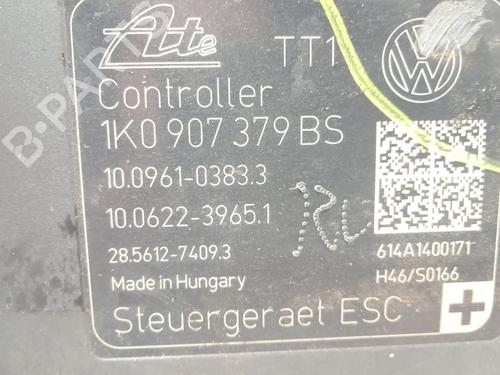 Ate TT1
Controller
1K0 907 379 BS
10.0961-0383.3
10.0622-3965.1
28.5612-7409.3
614A1400171
Made in Hungary
H46/S0166
Steuergeraet ESC
B-PARTS